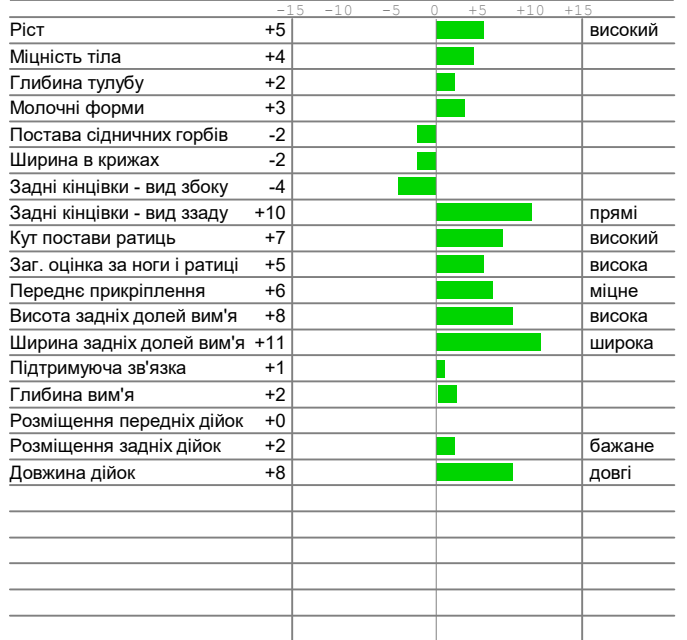 -15 -10 -5 0 +5 +10 +15
Ріст +5 високий
Міцність тіла +4
Глибина тулубу +2
Молочні форми +3
Постава сідничних горбів -2
Ширина в крижах -2
Задні кінцівки - вид збоку -4
Задні кінцівки - вид ззаду +10 прямі
Кут постави ратиць +7 високий
Заг. оцінка за ноги і ратиці +5 висока
Переднє прикріплення +6 міцне
Висота задніх долей вим'я +8 висока
Ширина задніх долей вим'я +11 широка
Підтримуюча зв'язка +1
Глибина вим'я +2
Розміщення передніх дійок +0
Розміщення задніх дійок +2 бажане
Довжина дійок +8 довгі